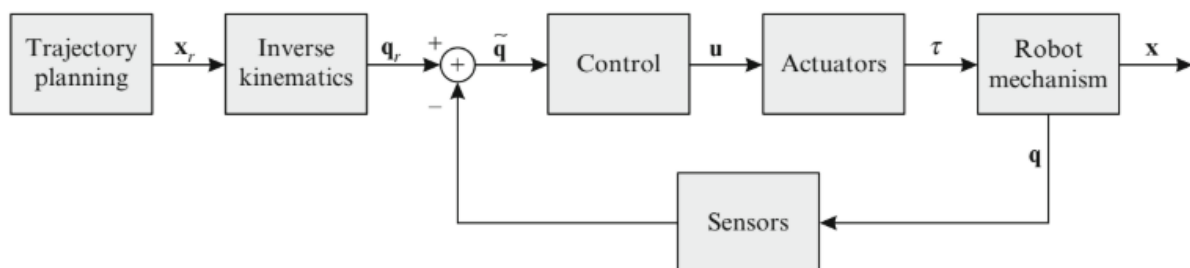 Trajectory
planning
x_r
Inverse
kinematics
q_r
+
+
−
q̃
Control
u
Actuators
τ
Robot
mechanism
x
q
Sensors